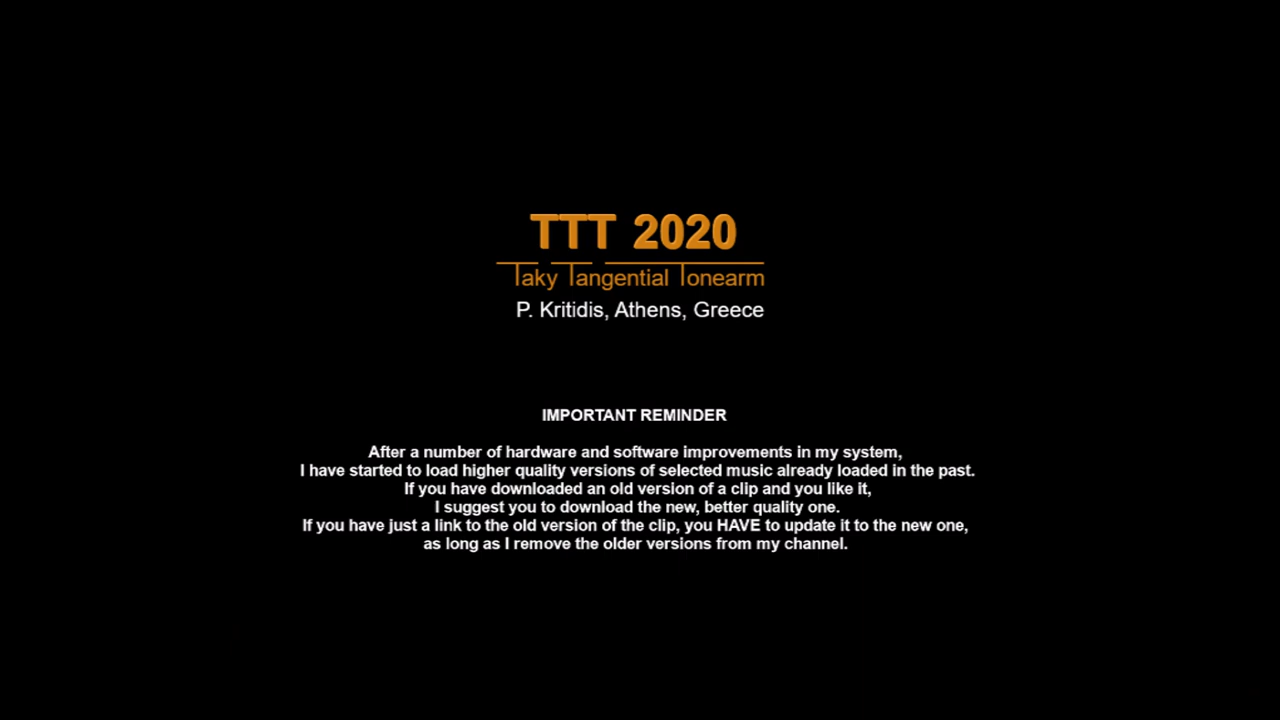 TTT 2020
Taky Tangential Tonearm
P. Kritidis, Athens, Greece
IMPORTANT REMINDER
After a number of hardware and software improvements in my system,
I have started to load higher quality versions of selected music already loaded in the past.
If you have downloaded an old version of a clip and you like it,
I suggest you to download the new, better quality one.
If you have just a link to the old version of the clip, you HAVE to update it to the new one,
as long as I remove the older versions from my channel.